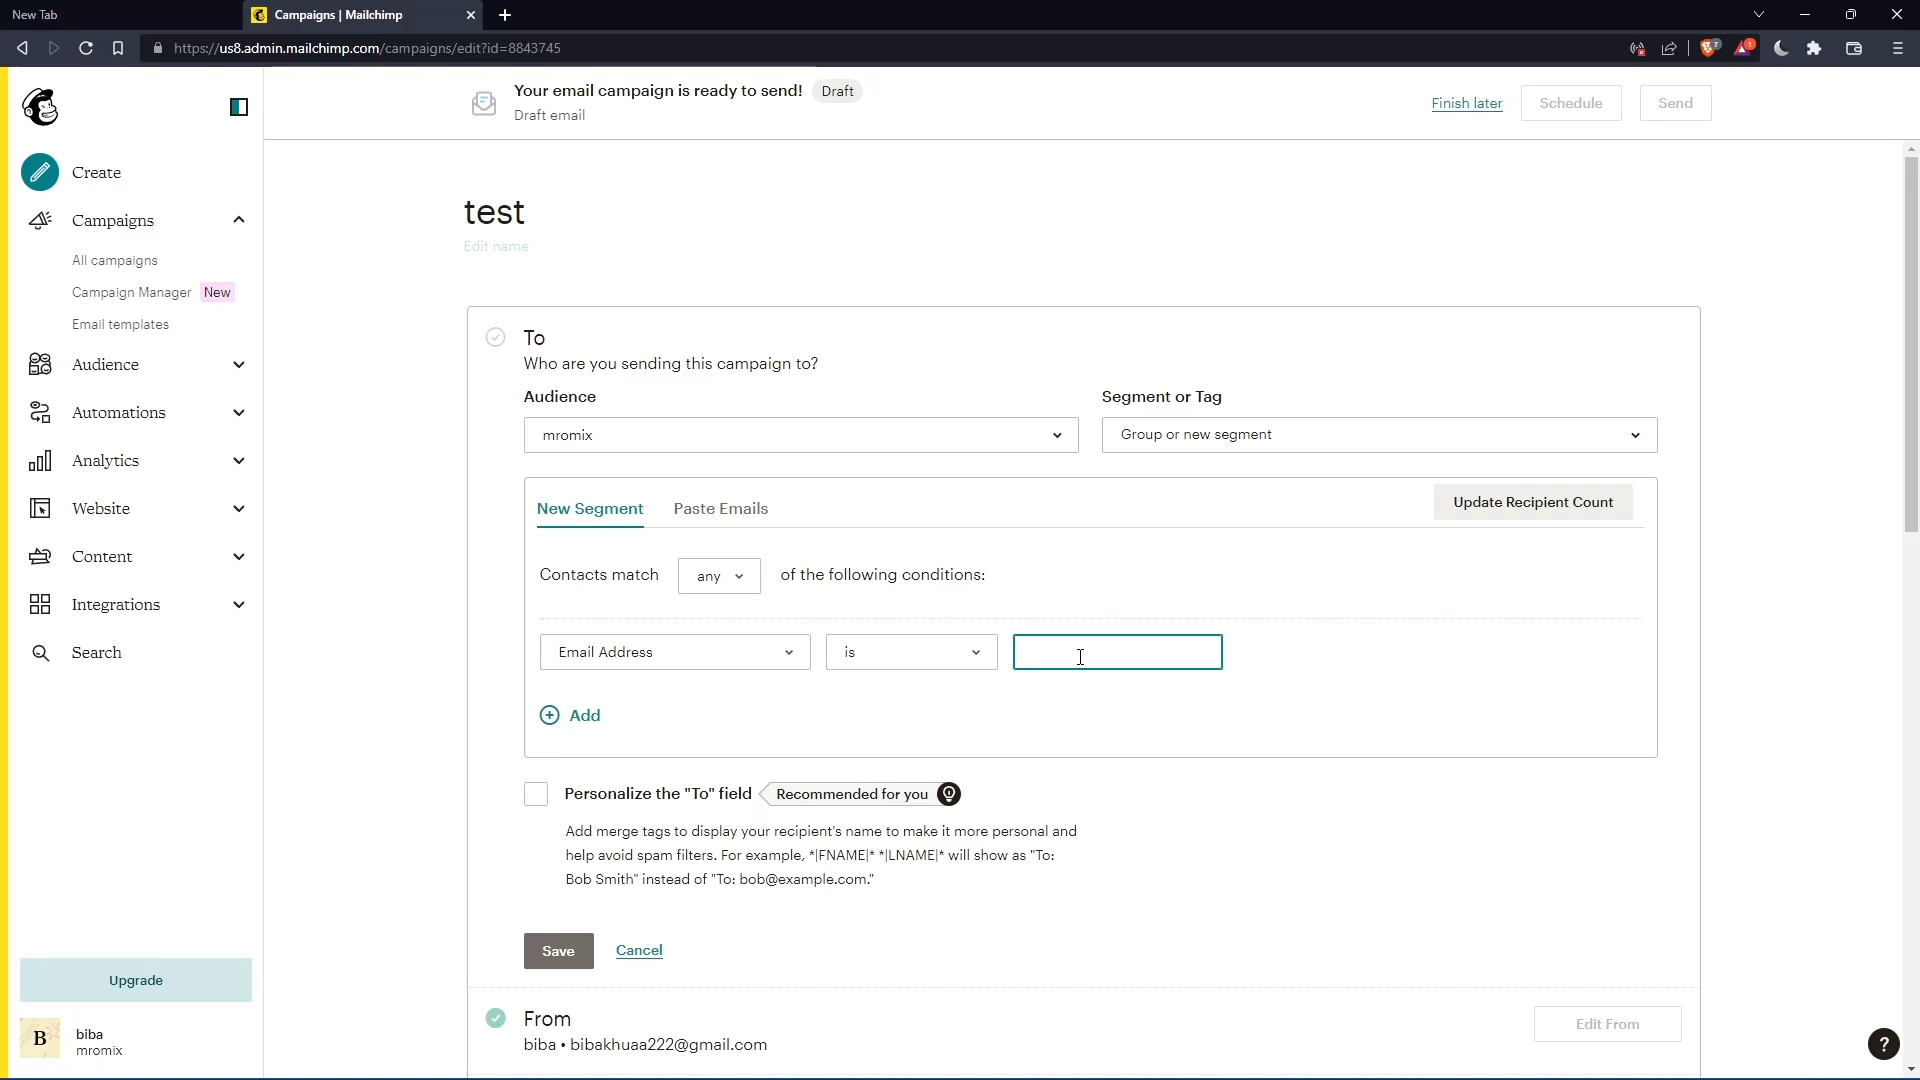 New Tab
Campaigns | Mailchimp
https://us8.admin.mailchimp.com/campaigns/edit?id=8843745
7
1
Your email campaign is ready to send! Draft
Draft email
Finish later
Schedule
Send
Create
Campaigns
All campaigns
Campaign Manager New
Email templates
Audience
Automations
Analytics
Website
Content
Integrations
Search
Upgrade
B
biba
mromix
test
Edit name
To
Who are you sending this campaign to?
Audience
Segment or Tag
mromix
Group or new segment
New Segment
Paste Emails
Update Recipient Count
Contacts match any of the following conditions:
Email Address
is
Add
Personalize the "To" field
Recommended for you
Add merge tags to display your recipient's name to make it more personal and
help avoid spam filters. For example, *|FNAME|* *|LNAME|* will show as "To:
Bob Smith" instead of "To: bob@example.com."
Save
Cancel
From
biba • bibakhuaa222@gmail.com
Edit From
?